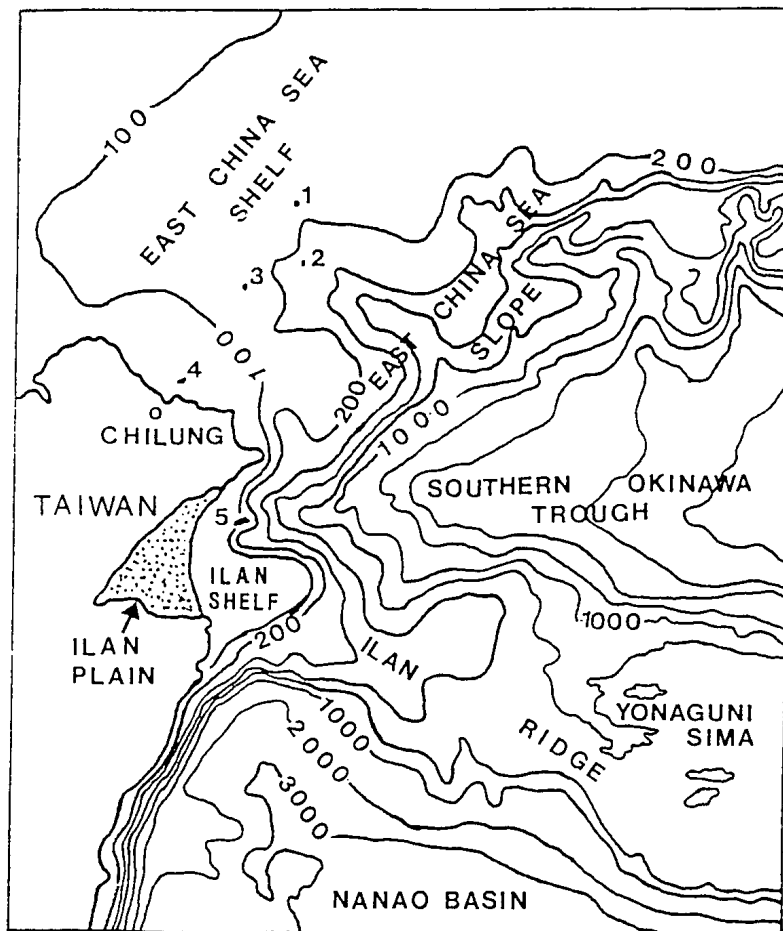 100
EAST CHINA SEA
SHELF
200
1
2
3
EAST CHINA SEA
SLOPE
100
4
200
1000
CHILUNG
TAIWAN
SOUTHERN OKINAWA
TROUGH
5
ILAN
SHELF
200
1000
ILAN
PLAIN
ILAN
RIDGE
YONAGUNI
SIMA
1000
2000
3000
NANAO BASIN